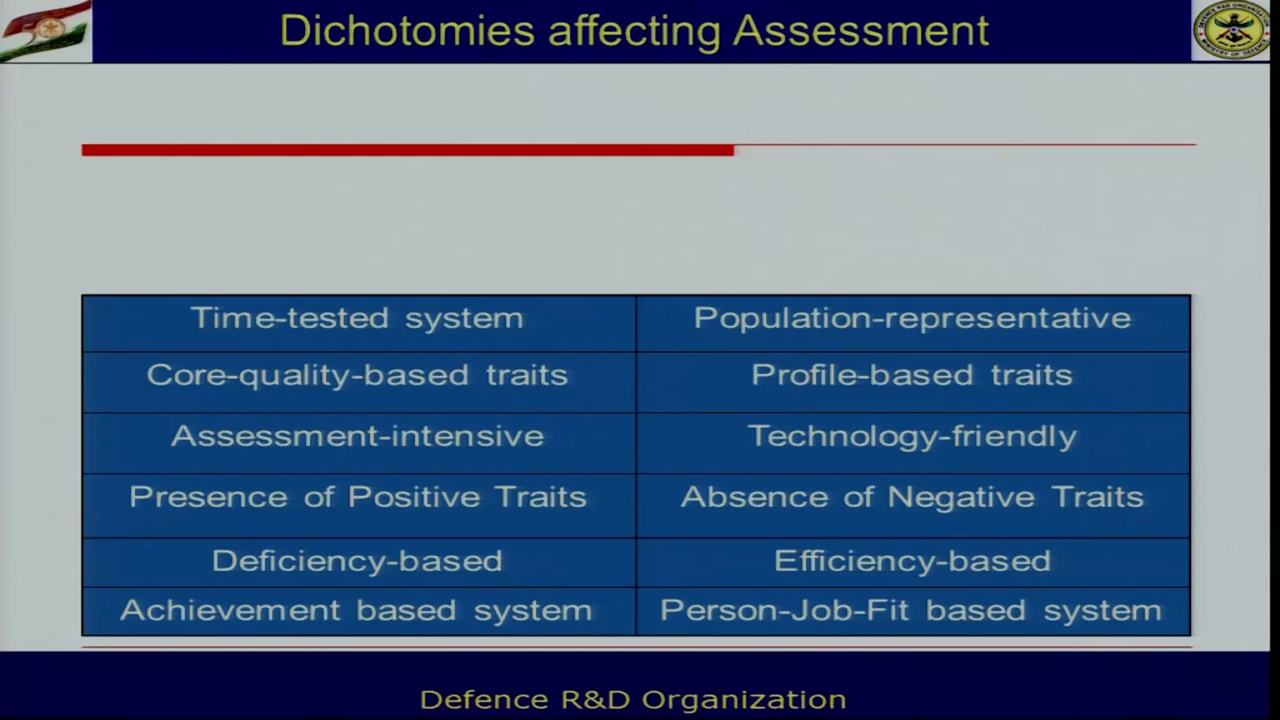 Dichotomies affecting Assessment
Time-tested system
Population-representative
Core-quality-based traits
Profile-based traits
Assessment-intensive
Technology-friendly
Presence of Positive Traits
Absence of Negative Traits
Deficiency-based
Efficiency-based
Achievement based system
Person-Job-Fit based system
Defence R&D Organization